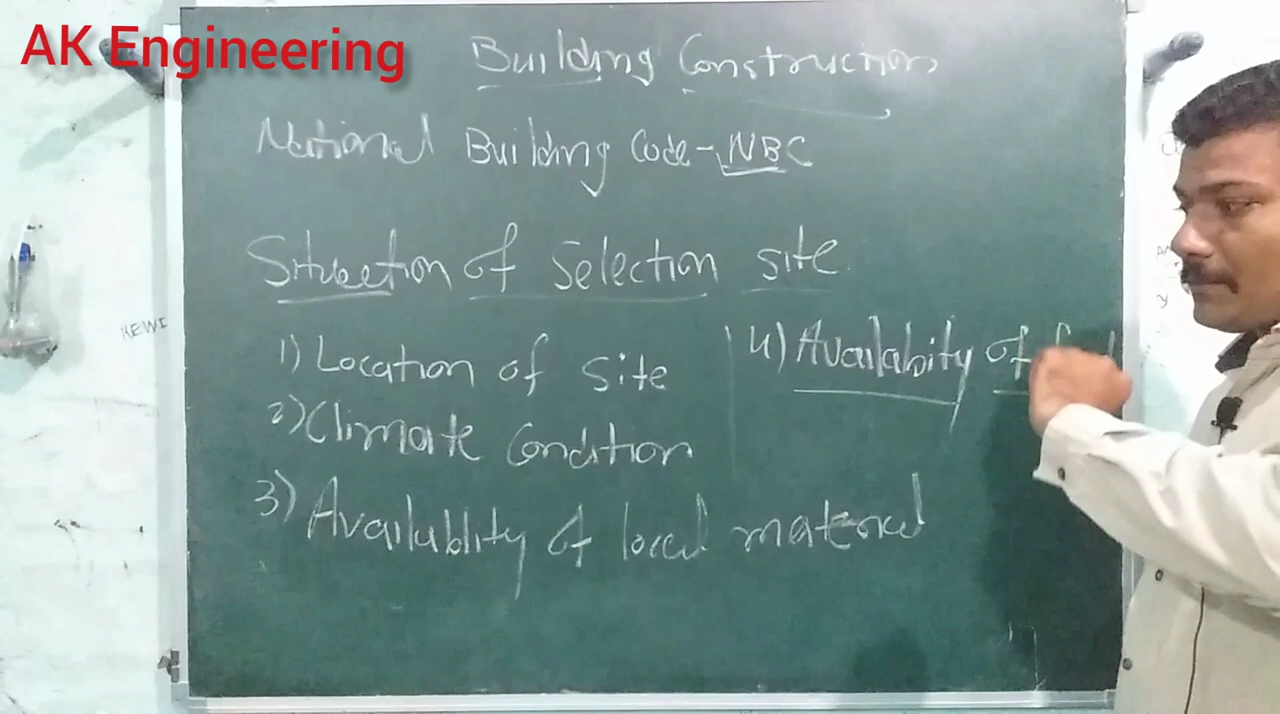 AK Engineering
Building Construction
National Building Code - NBC
Situation of Selection site
1) Location of Site
2) Climate Condition
3) Availablity of local material
4) Availabity of
KEWI